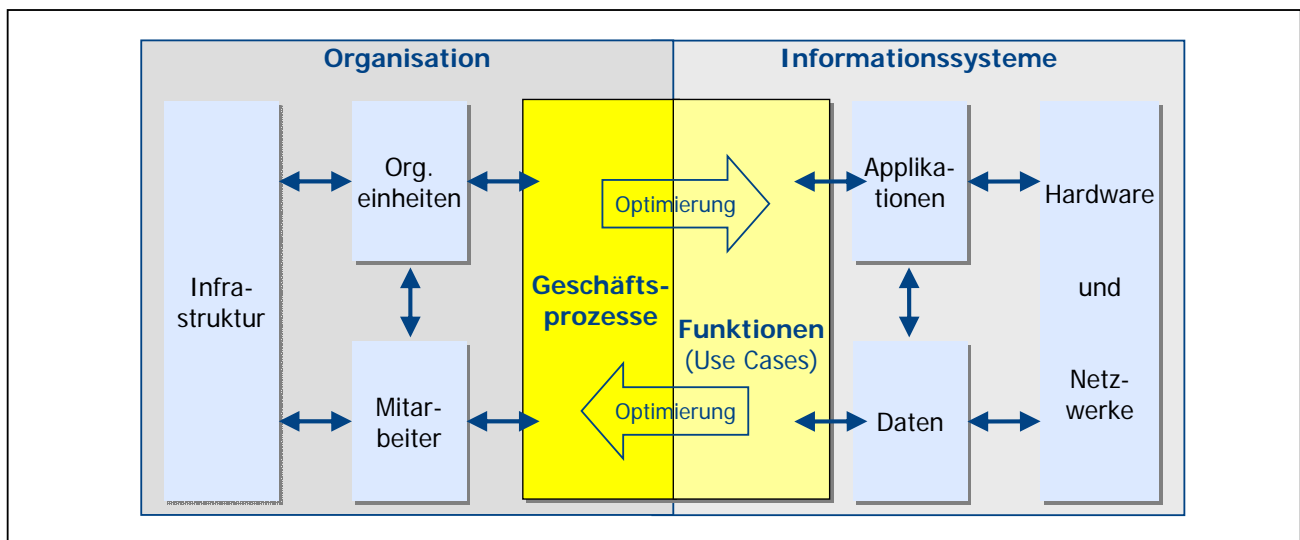 Organisation
Informationssysteme
Infra-
struktur
Org.
einheiten
Mitar-
beiter
Geschäfts-
prozesse
Optimierung
Funktionen
(Use Cases)
Optimierung
Applika-
tionen
Daten
Hardware
und
Netz-
werke